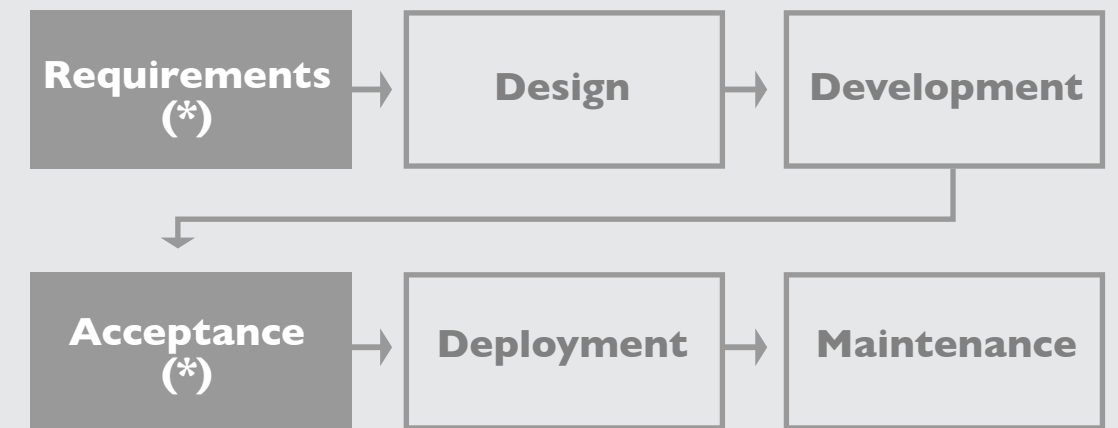 Requirements
(*)
Design
Development
Acceptance
(*)
Deployment
Maintenance